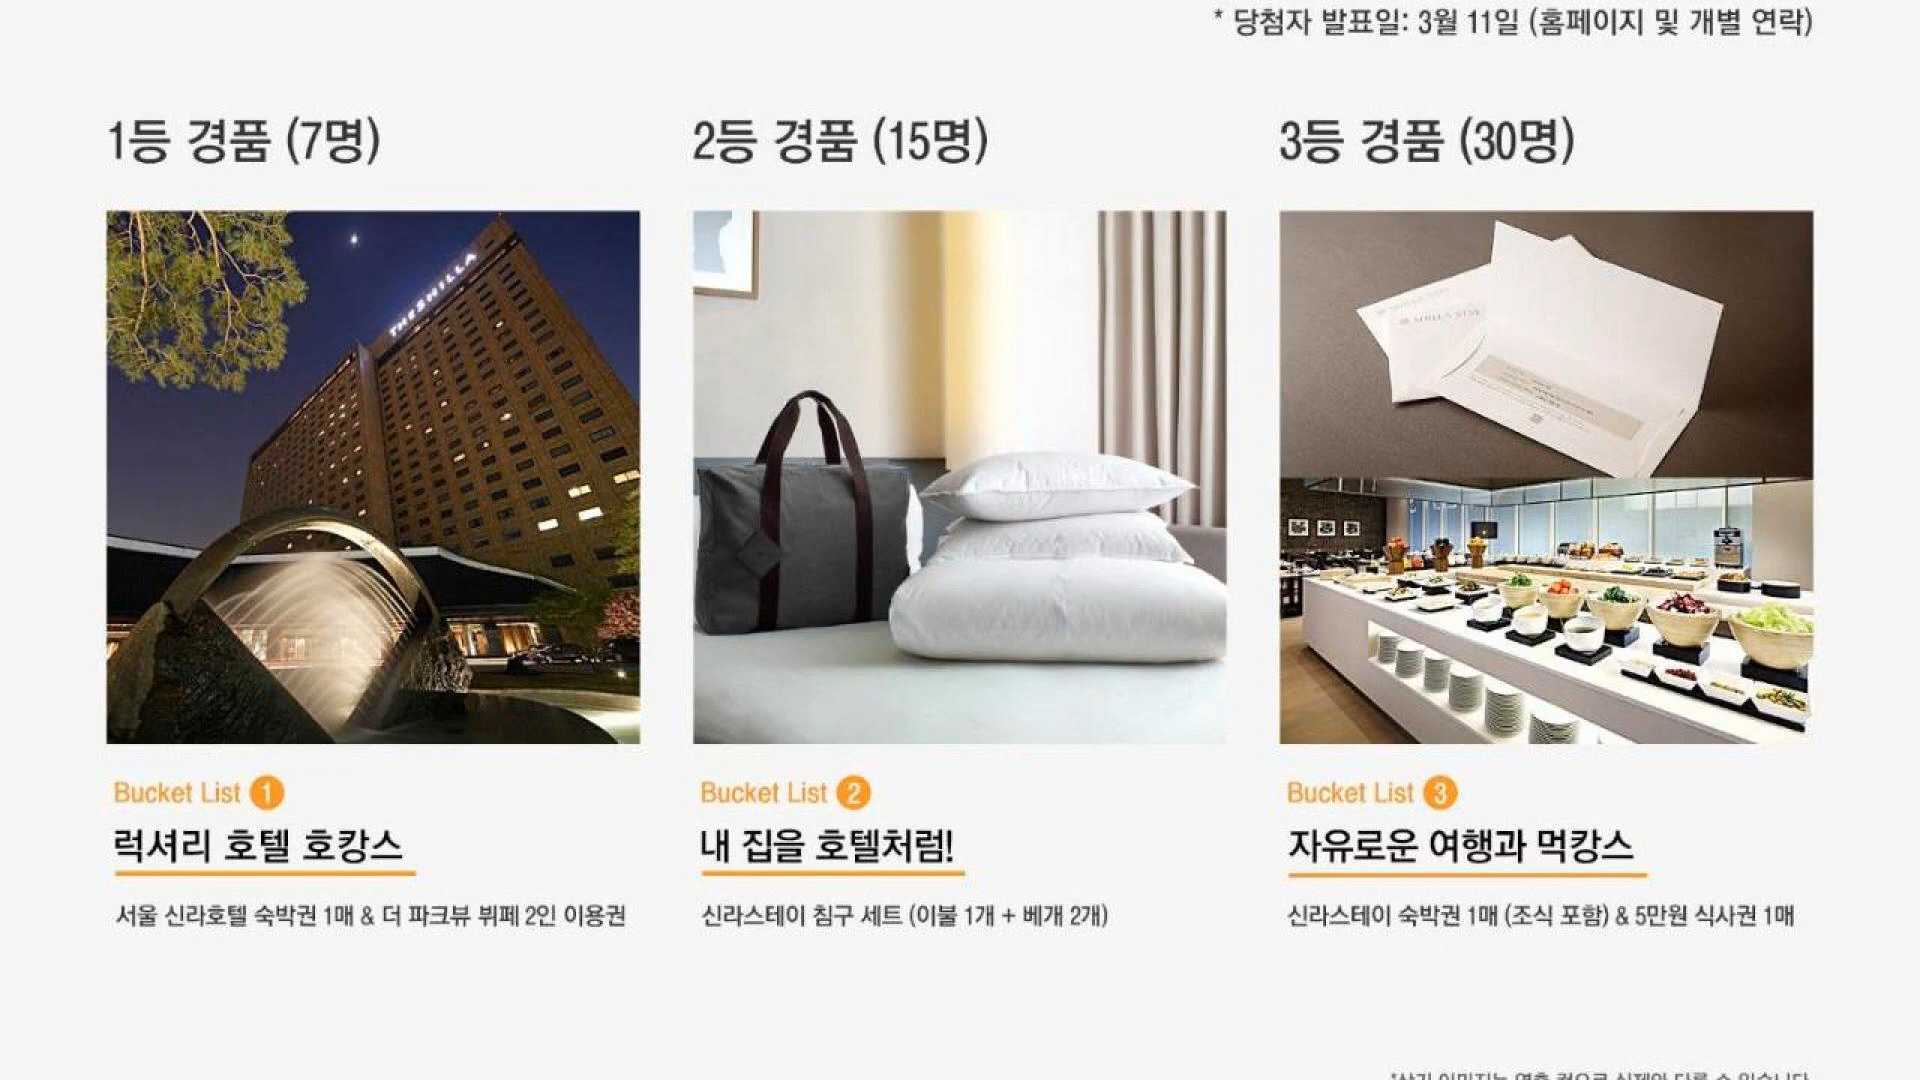 * 당첨자 발표일: 3월 11일 (홈페이지 및 개별 연락)
1등 경품 (7명)
2등 경품 (15명)
3등 경품 (30명)
THE SHILLA
Bucket List 1
럭셔리 호텔 호캉스
서울 신라호텔 숙박권 1매 & 더 파크뷰 뷔페 2인 이용권
Bucket List 2
내 집을 호텔처럼!
신라스테이 침구 세트 (이불 1개 + 베개 2개)
Bucket List 3
자유로운 여행과 먹캉스
신라스테이 숙박권 1매 (조식 포함) & 5만원 식사권 1매